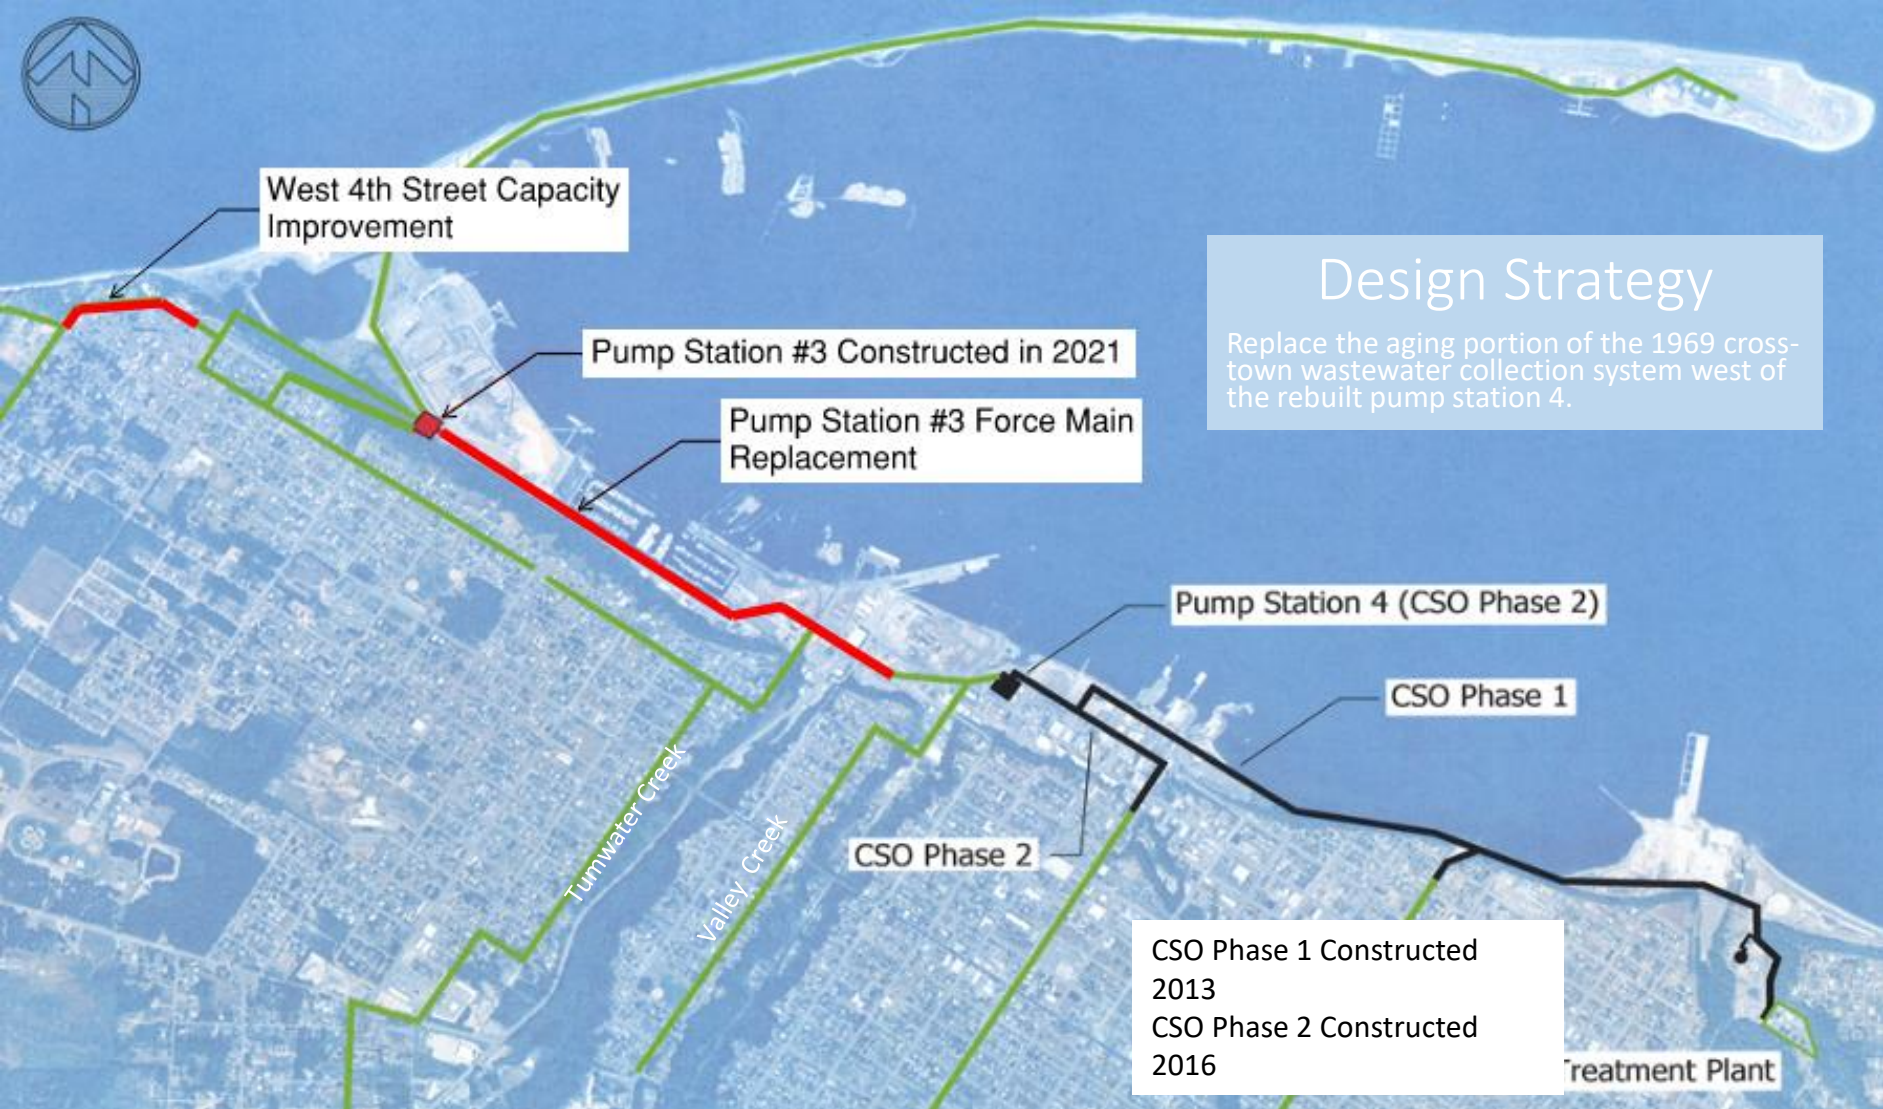 West 4th Street Capacity
Improvement
Design Strategy
Replace the aging portion of the 1969 cross-
town wastewater collection system west of
the rebuilt pump station 4.
Pump Station #3 Constructed in 2021
Pump Station #3 Force Main
Replacement
Pump Station 4 (CSO Phase 2)
CSO Phase 1
Tumwater Creek
Valley Creek
CSO Phase 2
CSO Phase 1 Constructed
2013
CSO Phase 2 Constructed
2016
Treatment Plant